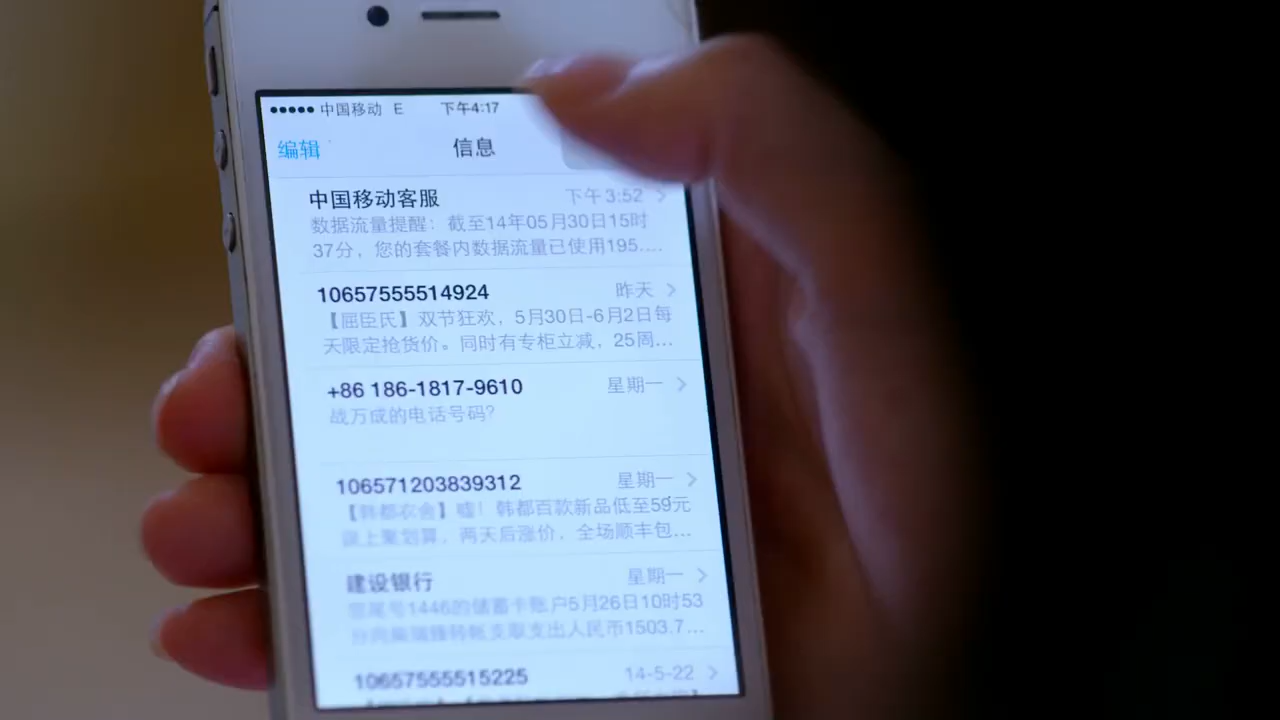 中国移动 E 下午4:17
编辑 信息
中国移动客服 下午3:52
数据流量提醒：截至14年05月30日15时
37分，您的套餐内数据流量已使用195....
10657555514924 昨天
【屈臣氏】双节狂欢，5月30日-6月2日每
天限定抢货价。同时有专柜立减，25周...
+86 186-1817-9610 星期一
战万成的电话号码?
106571203839312 星期一
【韩都衣舍】嘘！韩都百款新品低至59元
上聚划算，两天后涨价，全场顺丰包...
建设银行 星期一
尾号1446的储蓄卡账户5月26日10时53
分向 转帐支取支出人民币1503.7...
10657555515225 14-5-22